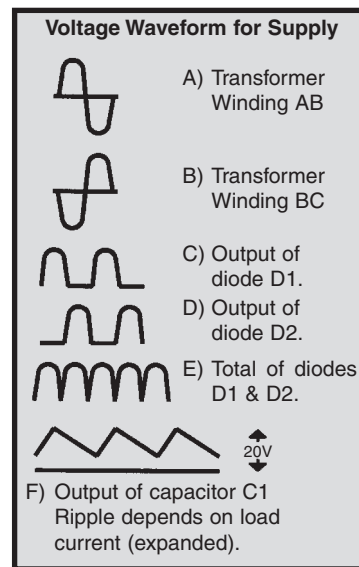 Voltage Waveform for Supply
A) Transformer
Winding AB
B) Transformer
Winding BC
C) Output of
diode D1.
D) Output of
diode D2.
E) Total of diodes
D1 & D2.
20V
F) Output of capacitor C1
Ripple depends on load
current (expanded).